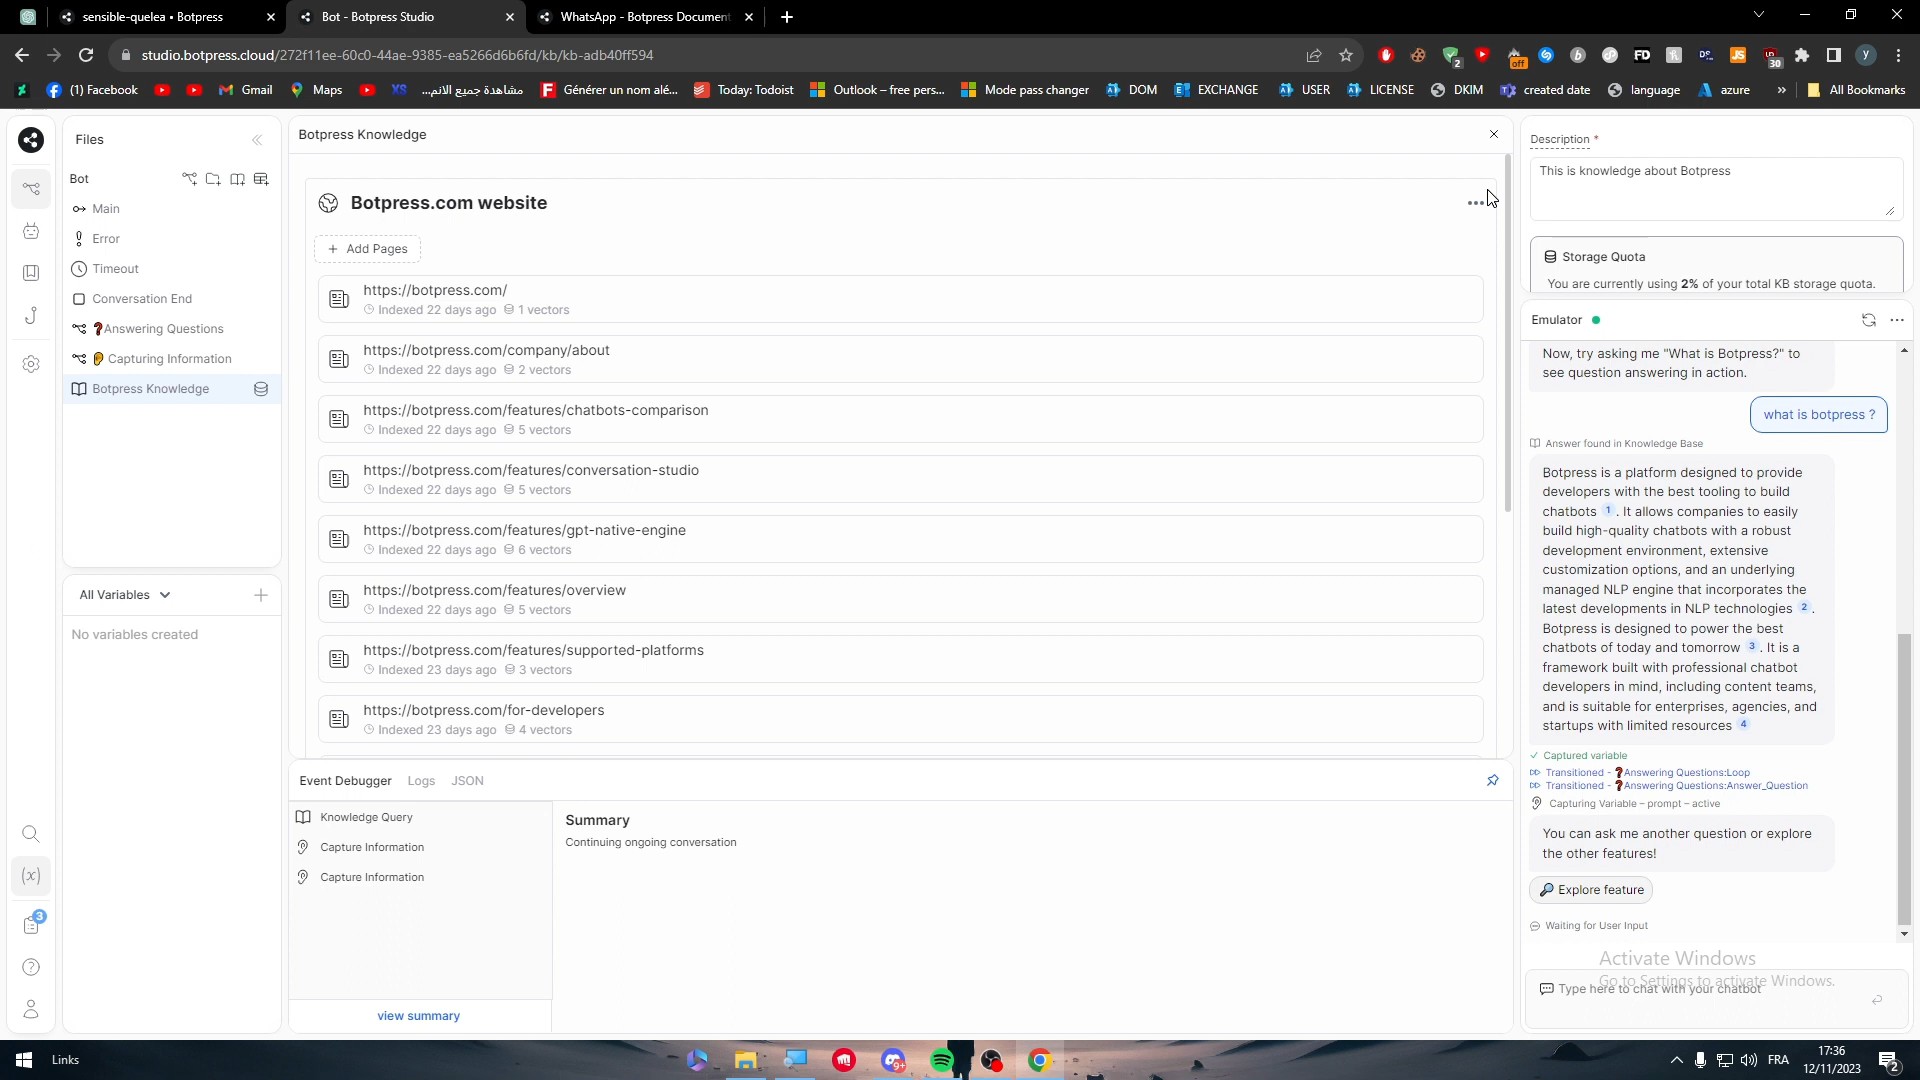 sensible-quelea • Botpress
Bot - Botpress Studio
WhatsApp - Botpress Document
studio.botpress.cloud/272f11ee-60c0-44ae-9385-ea5266d6b6fd/kb/kb-adb40ff594
(1) Facebook
Gmail
Maps
مشاهدة جميع الانم...
Générer un nom alé...
Today: Todoist
Outlook – free pers...
Mode pass changer
DOM
EXCHANGE
USER
LICENSE
DKIM
created date
language
azure
»
All Bookmarks
Files
Bot
Main
Error
Timeout
Conversation End
❓Answering Questions
Capturing Information
Botpress Knowledge
All Variables
No variables created
Botpress Knowledge
Botpress.com website
+ Add Pages
https://botpress.com/
Indexed 22 days ago 1 vectors
https://botpress.com/company/about
Indexed 22 days ago 2 vectors
https://botpress.com/features/chatbots-comparison
Indexed 22 days ago 5 vectors
https://botpress.com/features/conversation-studio
Indexed 22 days ago 5 vectors
https://botpress.com/features/gpt-native-engine
Indexed 22 days ago 6 vectors
https://botpress.com/features/overview
Indexed 22 days ago 5 vectors
https://botpress.com/features/supported-platforms
Indexed 23 days ago 3 vectors
https://botpress.com/for-developers
Indexed 23 days ago 4 vectors
Event Debugger Logs JSON
Knowledge Query
Capture Information
Capture Information
view summary
Summary
Continuing ongoing conversation
Description *
This is knowledge about Botpress
Storage Quota
You are currently using 2% of your total KB storage quota.
Emulator
Now, try asking me "What is Botpress?" to
see question answering in action.
what is botpress ?
Answer found in Knowledge Base
Botpress is a platform designed to provide
developers with the best tooling to build
chatbots 1. It allows companies to easily
build high-quality chatbots with a robust
development environment, extensive
customization options, and an underlying
managed NLP engine that incorporates the
latest developments in NLP technologies 2.
Botpress is designed to power the best
chatbots of today and tomorrow 3. It is a
framework built with professional chatbot
developers in mind, including content teams,
and is suitable for enterprises, agencies, and
startups with limited resources 4
✓ Captured variable
Transitioned - ❓Answering Questions:Loop
Transitioned - ❓Answering Questions:Answer_Question
Capturing Variable – prompt – active
You can ask me another question or explore
the other features!
Explore feature
Waiting for User Input
Activate Windows
Go to Settings to activate Windows.
Type here to chat with your chatbot
Links
FRA
17:36
12/11/2023